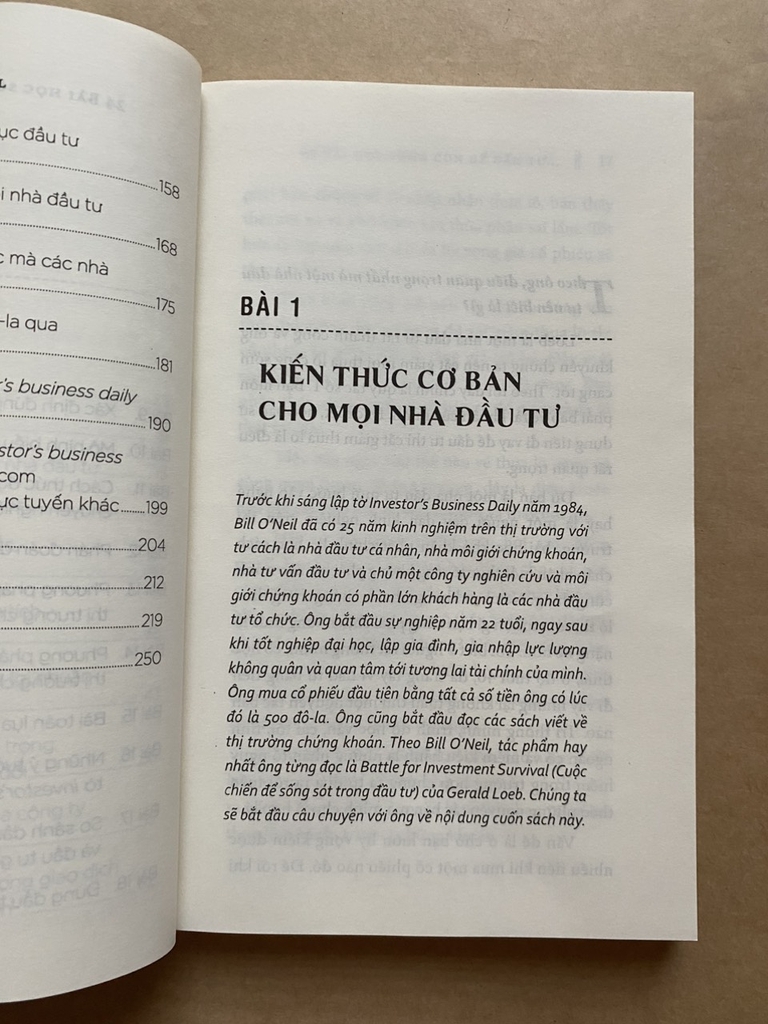 ục đầu tư
158
i nhà đầu tư
168
c mà các nhà
175
-la qua
181
r's business daily
190
estor's business
com
ực tuyến khác.......199
204
212
219
250
BÀI 1
KIẾN THỨC CƠ BẢN
CHO MỌI NHÀ ĐẦU TƯ
Trước khi sáng lập tờ Investor's Business Daily năm 1984,
Bill O'Neil đã có 25 năm kinh nghiệm trên thị trường với
tư cách là nhà đầu tư cá nhân, nhà môi giới chứng khoán,
nhà tư vấn đầu tư và chủ một công ty nghiên cứu và môi
giới chứng khoán có phần lớn khách hàng là các nhà đầu
tư tổ chức. Ông bắt đầu sự nghiệp năm 22 tuổi, ngay sau
khi tốt nghiệp đại học, lập gia đình, gia nhập lực lượng
không quân và quan tâm tới tương lai tài chính của mình.
Ông mua cổ phiếu đầu tiên bằng tất cả số tiền ông có lúc
đó là 500 đô-la. Ông cũng bắt đầu đọc các sách viết về
thị trường chứng khoán. Theo Bill O'Neil, tác phẩm hay
nhất ông từng đọc là Battle for Investment Survival (Cuộc
chiến để sống sót trong đầu tư) của Gerald Loeb. Chúng ta
sẽ bắt đầu câu chuyện với ông về nội dung cuốn sách này.